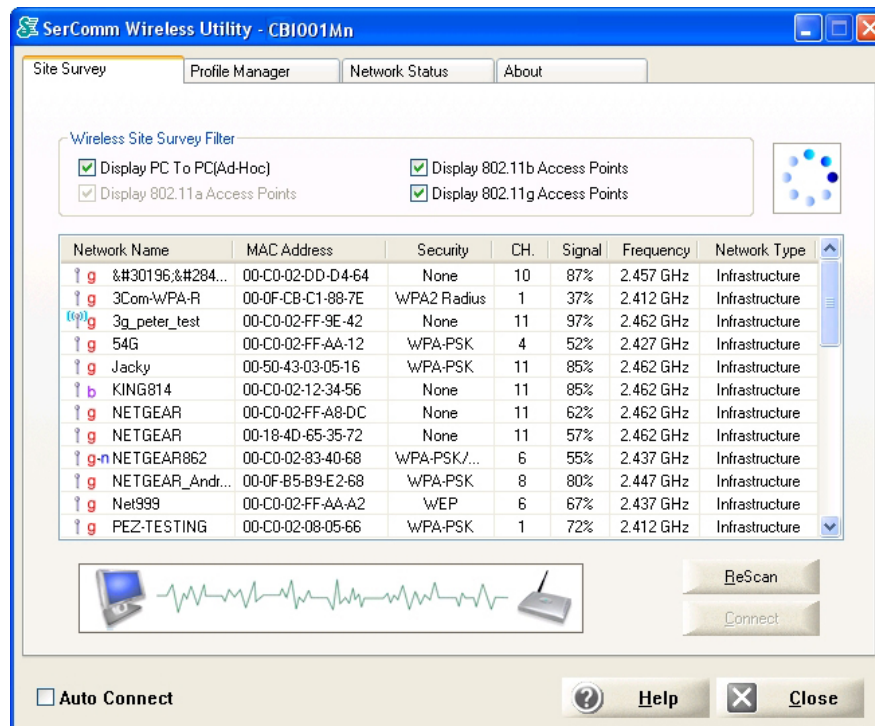 SerComm Wireless Utility - CBI001Mn
Site Survey Profile Manager Network Status About
Wireless Site Survey Filter
Display PC To PC(Ad-Hoc) Display 802.11b Access Points
Display 802.11a Access Points Display 802.11g Access Points
Network Name MAC Address Security CH. Signal Frequency Network Type
g &#30196;&#284... 00-C0-02-DD-D4-64 None 10 87% 2.457 GHz Infrastructure
g 3Com-WPA-R 00-0F-CB-C1-88-7E WPA2 Radius 1 37% 2.412 GHz Infrastructure
g 3g_peter_test 00-C0-02-FF-9E-42 None 11 97% 2.462 GHz Infrastructure
g 54G 00-C0-02-FF-AA-12 WPA-PSK 4 52% 2.427 GHz Infrastructure
g Jacky 00-50-43-03-05-16 WPA-PSK 11 85% 2.462 GHz Infrastructure
b KING814 00-C0-02-12-34-56 None 11 85% 2.462 GHz Infrastructure
g NETGEAR 00-C0-02-FF-A8-DC None 11 62% 2.462 GHz Infrastructure
g NETGEAR 00-18-4D-65-35-72 None 11 57% 2.462 GHz Infrastructure
g-n NETGEAR862 00-C0-02-83-40-68 WPA-PSK/... 6 55% 2.437 GHz Infrastructure
g NETGEAR_Andr... 00-0F-B5-B9-E2-68 WPA-PSK 8 80% 2.447 GHz Infrastructure
g Net999 00-C0-02-FF-AA-A2 WEP 6 67% 2.437 GHz Infrastructure
g PEZ-TESTING 00-C0-02-08-05-66 WPA-PSK 1 72% 2.412 GHz Infrastructure
ReScan
Connect
Auto Connect Help Close